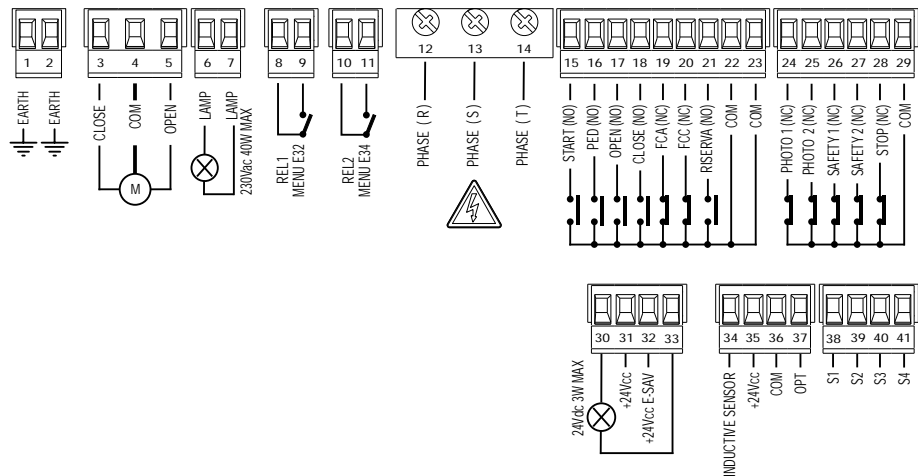 1 2
3 4 5
6 7
8 9
10 11
12 13 14
15 16 17 18 19 20 21 22 23
24 25 26 27 28 29
EARTH
EARTH
CLOSE
COM
OPEN
M
LAMP
LAMP
230Vac 40W MAX
REL1
MENU E32
REL2
MENU E34
PHASE (R)
PHASE (S)
PHASE (T)
START (NO)
PED (NO)
OPEN (NO)
CLOSE (NO)
FCA (NC)
FCC (NC)
RISERVA (NO)
COM
COM
PHOTO 1 (NC)
PHOTO 2 (NC)
SAFETY 1 (NC)
SAFETY 2 (NC)
STOP (NC)
COM
30 31 32 33
34 35 36 37
38 39 40 41
24Vdc 3W MAX
+24Vcc
+24Vcc E-SAV
INDUCTIVE SENSOR
+24Vcc
COM
OPT
S1
S2
S3
S4